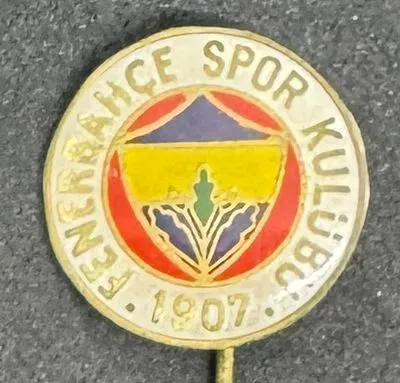 FENERBAHÇE SPOR KULÜBÜ
· 1907 ·